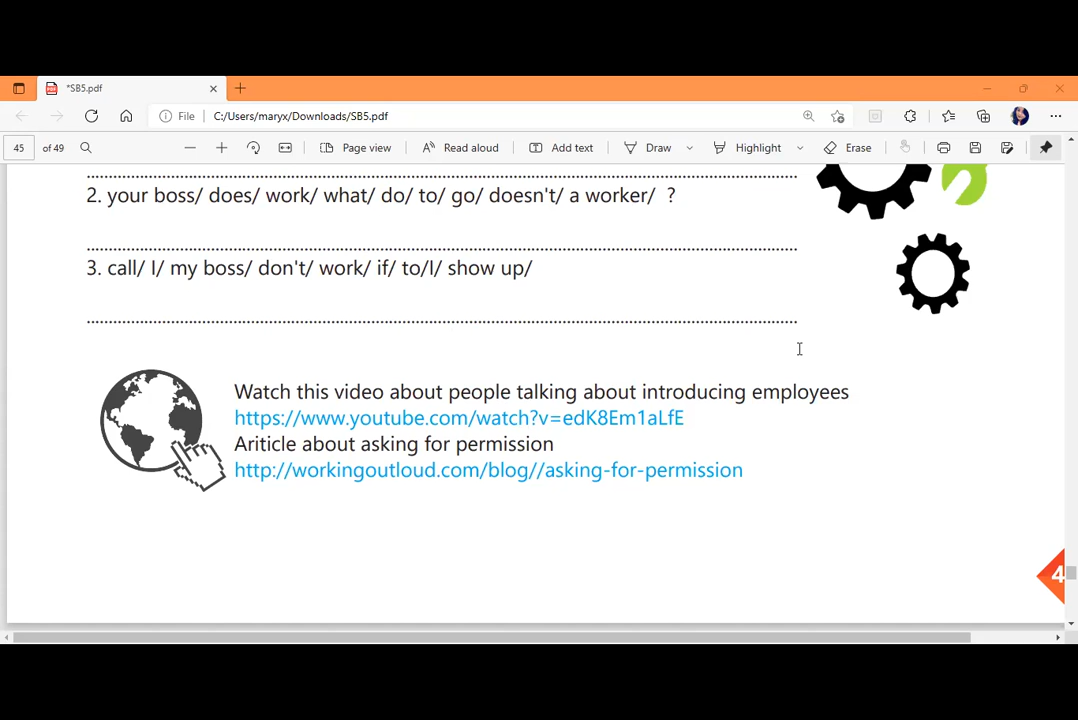 *SB5.pdf
File
C:/Users/maryx/Downloads/SB5.pdf
45 of 49
Page view
Read aloud
Add text
Draw
Highlight
Erase
2. your boss/ does/ work/ what/ do/ to/ go/ doesn't/ a worker/ ?
3. call/ I/ my boss/ don't/ work/ if/ to/I/ show up/
Watch this video about people talking about introducing employees
https://www.youtube.com/watch?v=edK8Em1aLfE
Ariticle about asking for permission
http://workingoutloud.com/blog//asking-for-permission
4